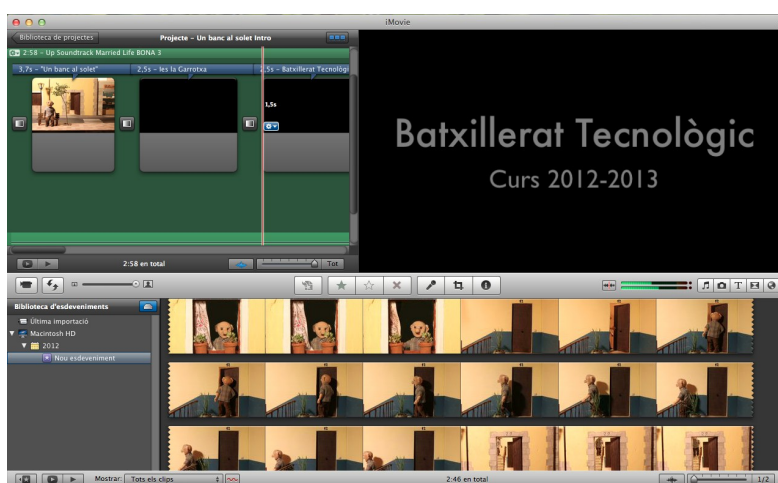 iMovie
Biblioteca de projectes
Projecte – Un banc al solet Intro
2:58 – Up Soundtrack Married Life BONA 3
3,7s – "Un banc al solet"
2,5s – Ies la Garrotxa
2,5s – Batxillerat Tecnològi
1,5s
Batxillerat Tecnològic
Curs 2012-2013
2:58 en total
Tot
Biblioteca d'esdeveniments
Última importació
Macintosh HD
2012
Nou esdeveniment
Mostrar:
Tots els clips
2:46 en total
1/2